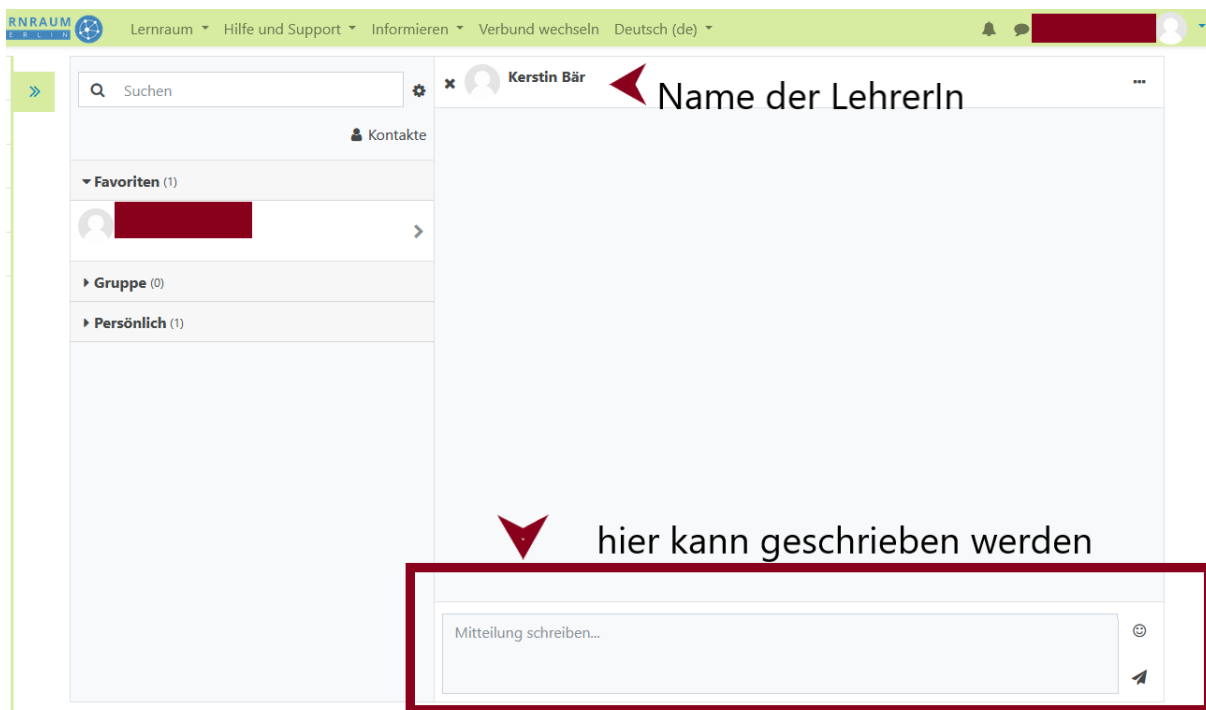 RNRAUM
ERLIN
Lernraum Hilfe und Support Informieren Verbund wechseln Deutsch (de)
Suchen
Kontakte
Favoriten (1)
Gruppe (0)
Persönlich (1)
Kerstin Bär
Name der LehrerIn
hier kann geschrieben werden
Mitteilung schreiben...